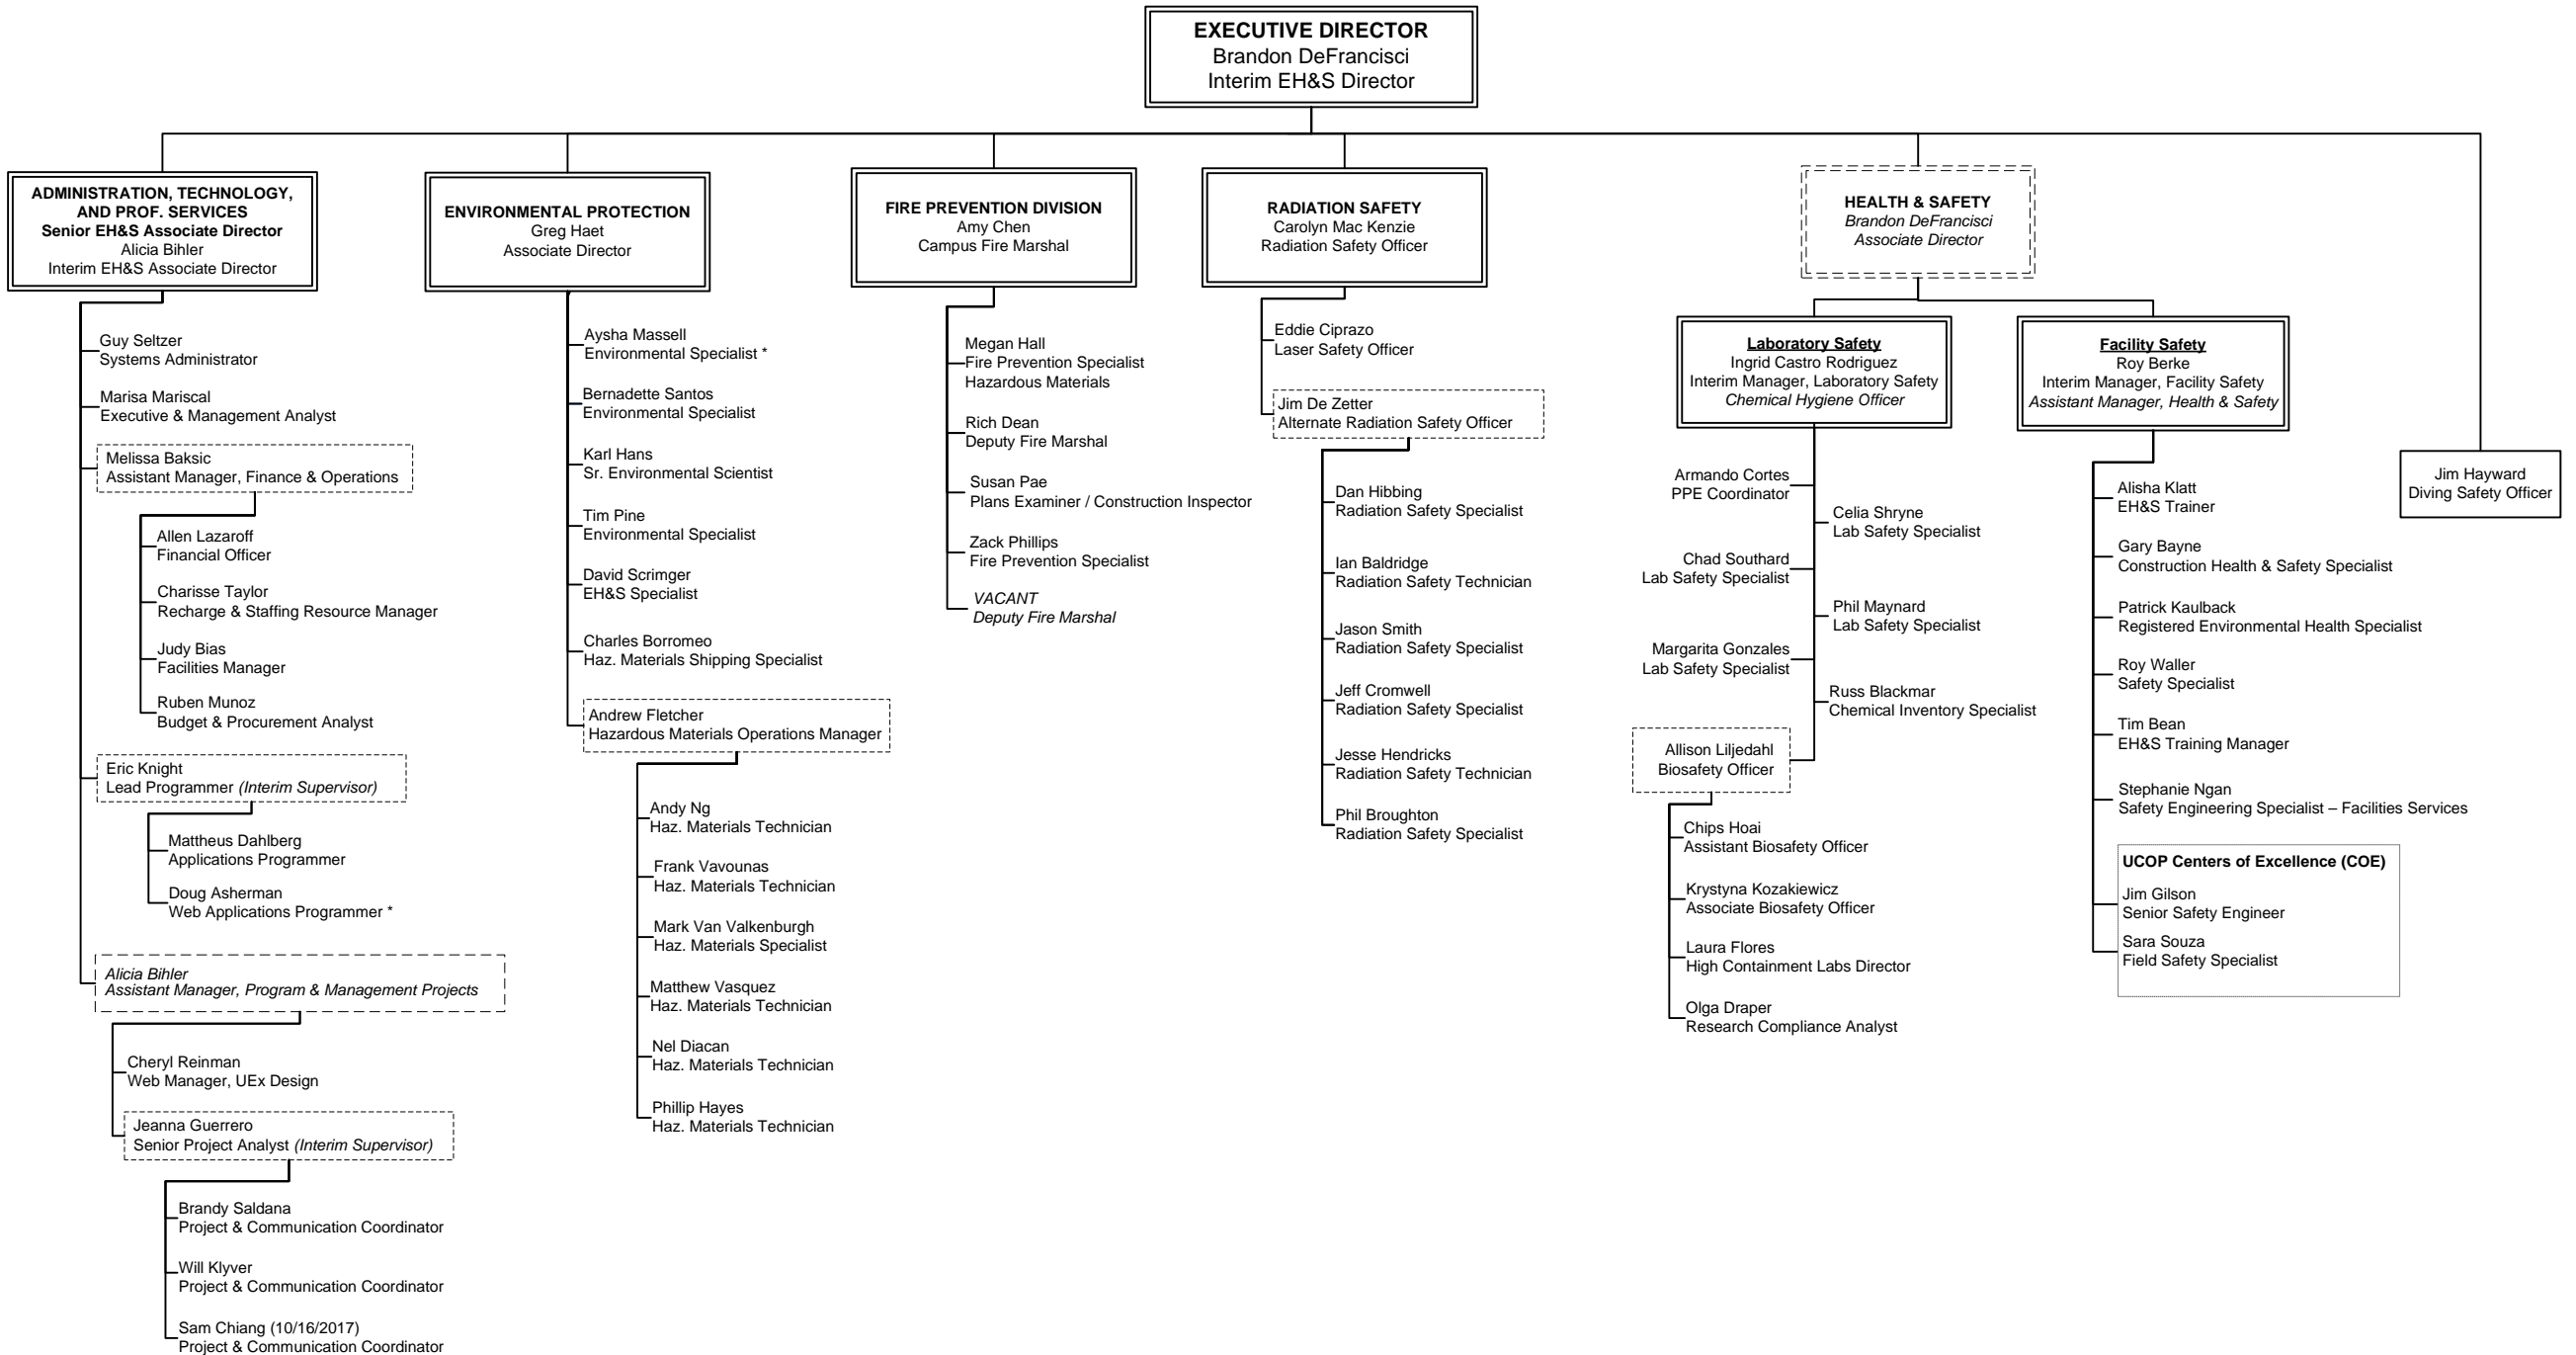 EXECUTIVE DIRECTOR
Brandon DeFrancisci
Interim EH&S Director
ADMINISTRATION, TECHNOLOGY,
AND PROF. SERVICES
Senior EH&S Associate Director
Alicia Bihler
Interim EH&S Associate Director
Guy Seltzer
Systems Administrator
Marisa Mariscal
Executive & Management Analyst
Melissa Baksic
Assistant Manager, Finance & Operations
Allen Lazaroff
Financial Officer
Charisse Taylor
Recharge & Staffing Resource Manager
Judy Bias
Facilities Manager
Ruben Munoz
Budget & Procurement Analyst
Eric Knight
Lead Programmer (Interim Supervisor)
Mattheus Dahlberg
Applications Programmer
Doug Asherman
Web Applications Programmer *
Alicia Bihler
Assistant Manager, Program & Management Projects
Cheryl Reinman
Web Manager, UEx Design
Jeanna Guerrero
Senior Project Analyst (Interim Supervisor)
Brandy Saldana
Project & Communication Coordinator
Will Klyver
Project & Communication Coordinator
Sam Chiang (10/16/2017)
Project & Communication Coordinator
ENVIRONMENTAL PROTECTION
Greg Haet
Associate Director
Aysha Massell
Environmental Specialist *
Bernadette Santos
Environmental Specialist
Karl Hans
Sr. Environmental Scientist
Tim Pine
Environmental Specialist
David Scrimger
EH&S Specialist
Charles Borromeo
Haz. Materials Shipping Specialist
Andrew Fletcher
Hazardous Materials Operations Manager
Andy Ng
Haz. Materials Technician
Frank Vavounas
Haz. Materials Technician
Mark Van Valkenburgh
Haz. Materials Specialist
Matthew Vasquez
Haz. Materials Technician
Nel Diacan
Haz. Materials Technician
Phillip Hayes
Haz. Materials Technician
FIRE PREVENTION DIVISION
Amy Chen
Campus Fire Marshal
Megan Hall
Fire Prevention Specialist
Hazardous Materials
Rich Dean
Deputy Fire Marshal
Susan Pae
Plans Examiner / Construction Inspector
Zack Phillips
Fire Prevention Specialist
VACANT
Deputy Fire Marshal
RADIATION SAFETY
Carolyn Mac Kenzie
Radiation Safety Officer
Eddie Ciprazo
Laser Safety Officer
Jim De Zetter
Alternate Radiation Safety Officer
Dan Hibbing
Radiation Safety Specialist
Ian Baldridge
Radiation Safety Technician
Jason Smith
Radiation Safety Specialist
Jeff Cromwell
Radiation Safety Specialist
Jesse Hendricks
Radiation Safety Technician
Phil Broughton
Radiation Safety Specialist
HEALTH & SAFETY
Brandon DeFrancisci
Associate Director
Laboratory Safety
Ingrid Castro Rodriguez
Interim Manager, Laboratory Safety
Chemical Hygiene Officer
Armando Cortes
PPE Coordinator
Celia Shryne
Lab Safety Specialist
Chad Southard
Lab Safety Specialist
Phil Maynard
Lab Safety Specialist
Margarita Gonzales
Lab Safety Specialist
Russ Blackmar
Chemical Inventory Specialist
Allison Liljedahl
Biosafety Officer
Chips Hoai
Assistant Biosafety Officer
Krystyna Kozakiewicz
Associate Biosafety Officer
Laura Flores
High Containment Labs Director
Olga Draper
Research Compliance Analyst
Facility Safety
Roy Berke
Interim Manager, Facility Safety
Assistant Manager, Health & Safety
Alisha Klatt
EH&S Trainer
Gary Bayne
Construction Health & Safety Specialist
Patrick Kaulback
Registered Environmental Health Specialist
Roy Waller
Safety Specialist
Tim Bean
EH&S Training Manager
Stephanie Ngan
Safety Engineering Specialist – Facilities Services
UCOP Centers of Excellence (COE)
Jim Gilson
Senior Safety Engineer
Sara Souza
Field Safety Specialist
Jim Hayward
Diving Safety Officer